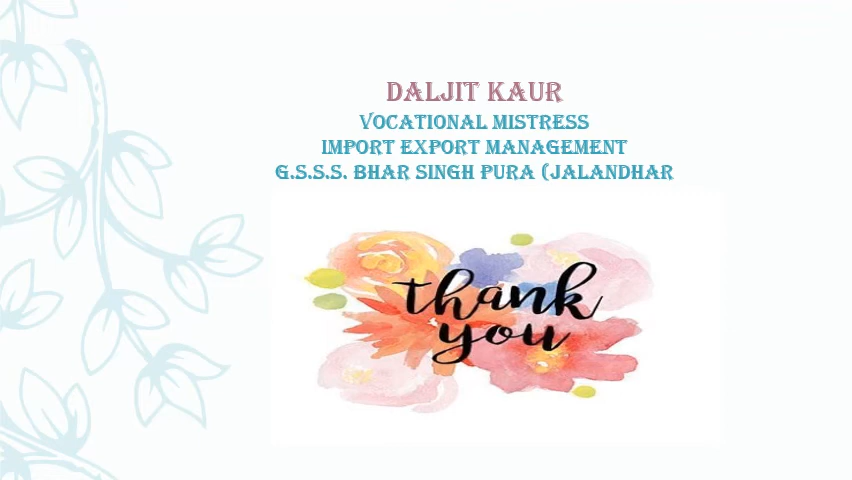 DALJIT KAUR
VOCATIONAL MISTRESS
IMPORT EXPORT MANAGEMENT
G.S.S.S. BHAR SINGH PURA (JALANDHAR
thank
you